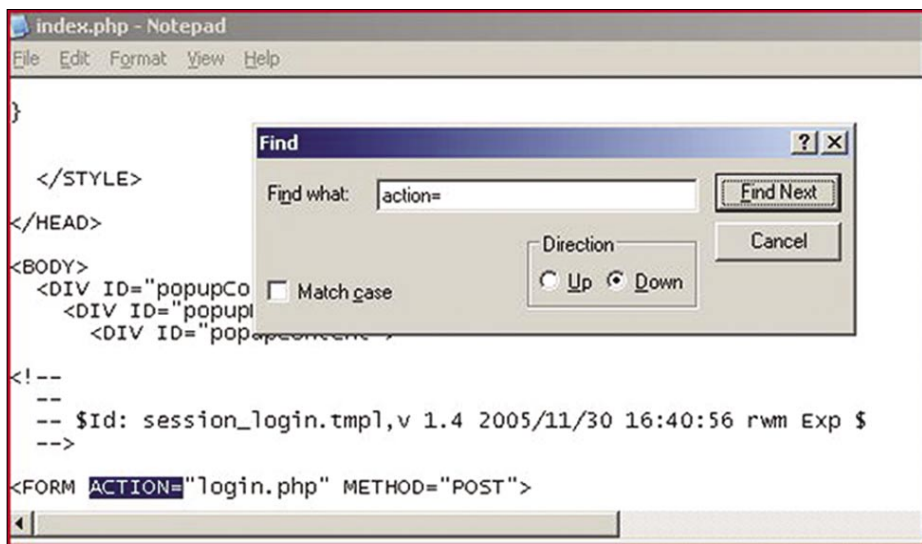 index.php - Notepad
File Edit Format View Help
}
</STYLE>
</HEAD>
<BODY>
<DIV ID="popupCo
<DIV ID="popup
<DIV ID="popupcontent">
<!--
--
-- $Id: session_login.tmpl,v 1.4 2005/11/30 16:40:56 rwm Exp $
-->
<FORM ACTION="login.php" METHOD="POST">
Find
Find what:
action=
Find Next
Cancel
Direction
Up
Down
Match case